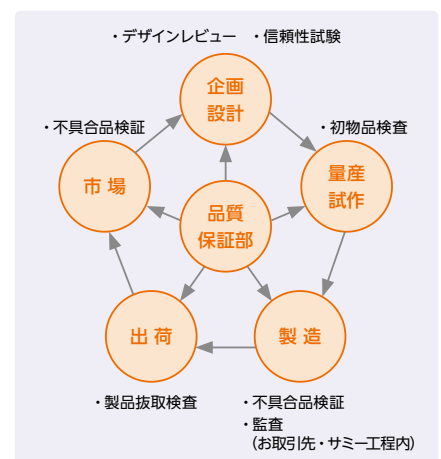 ・デザインレビュー ・信頼性試験
企画
設計
・不具合品検証
・初物品検査
市 場
量産
試作
品質
保証部
出 荷
製 造
・製品抜取検査
・不具合品検証
・監査
（お取引先・サミー工程内）